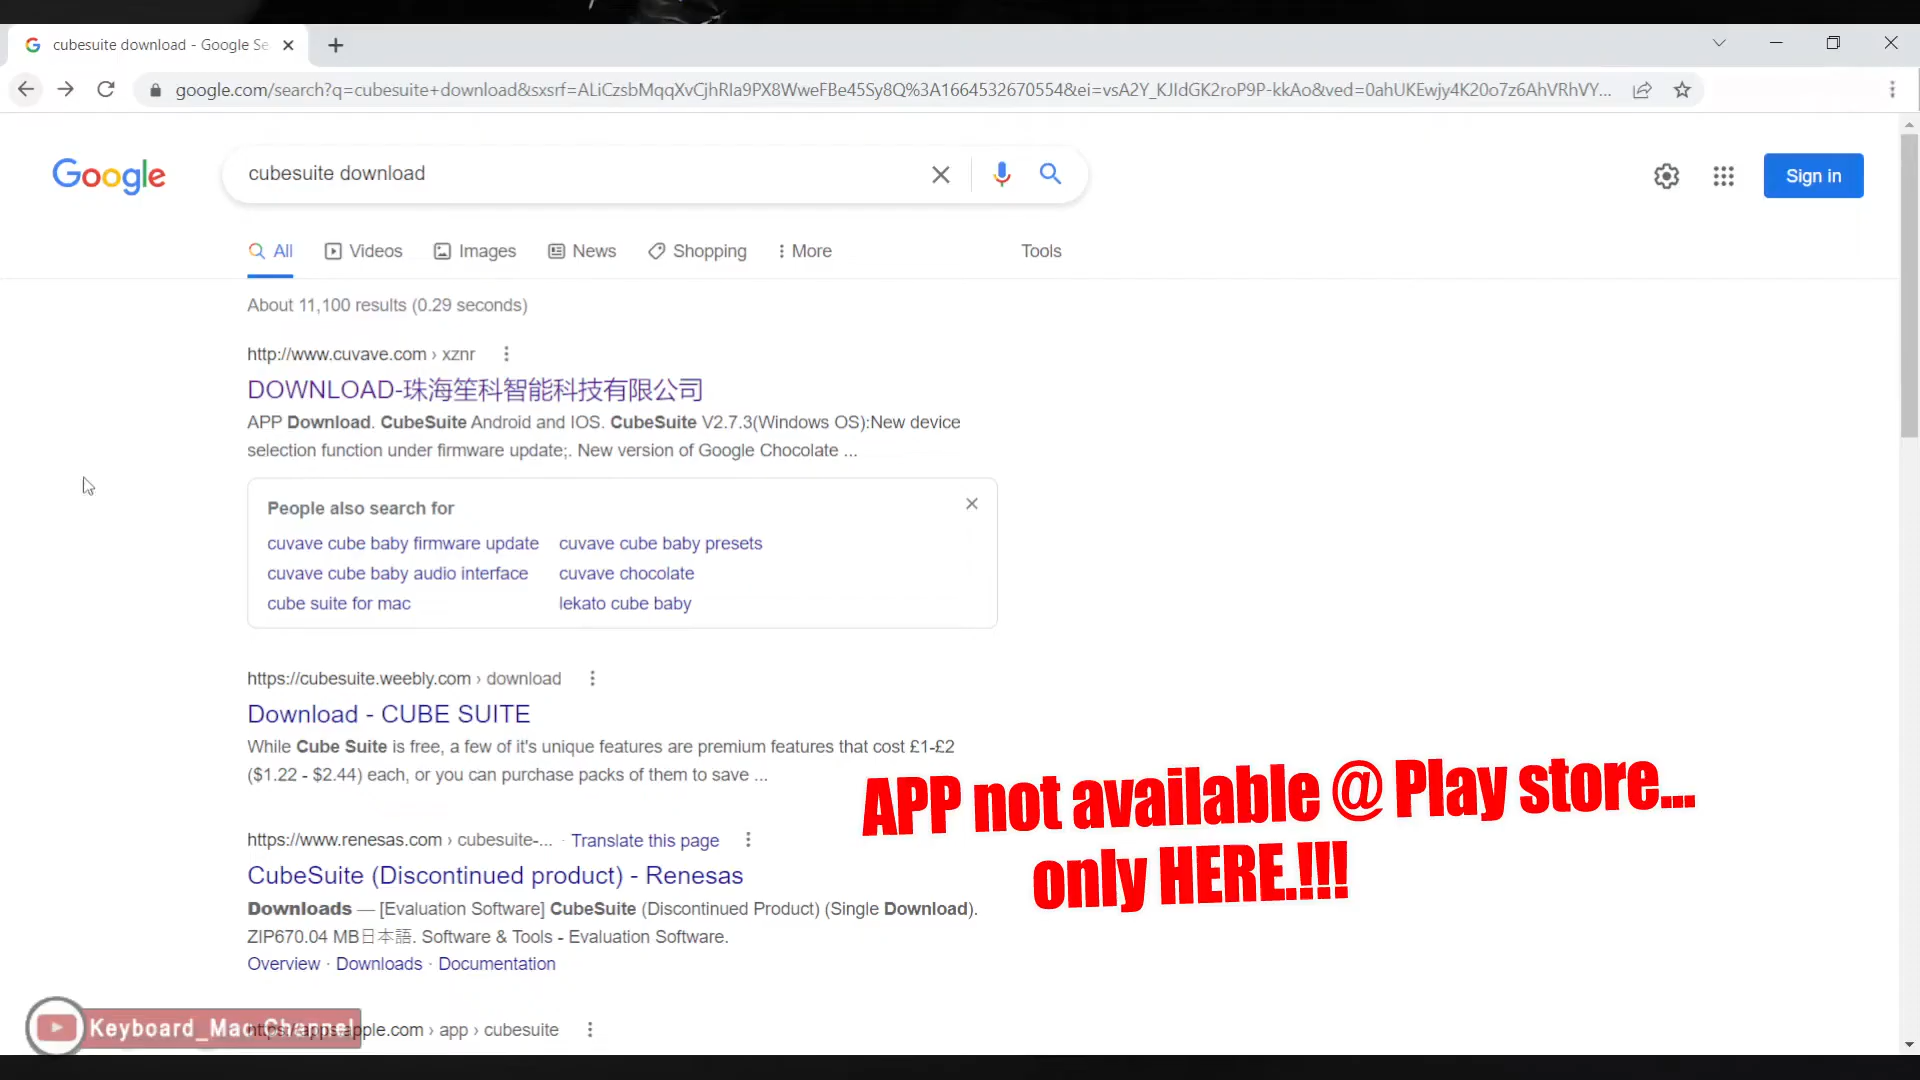 cubesuite download - Google Se
google.com/search?q=cubesuite+download&sxsrf=ALiCzsbMqqXvCjhRIa9PX8WweFBe45Sy8Q%3A1664532670554&ei=vsA2Y_KJIdGK2roP9P-kkAo&ved=0ahUKEwjy4K20o7z6AhVRhVY...
Google
cubesuite download
Sign in
All
Videos
Images
News
Shopping
More
Tools
About 11,100 results (0.29 seconds)
http://www.cuvave.com › xznr
DOWNLOAD-珠海笙科智能科技有限公司
APP Download. CubeSuite Android and IOS. CubeSuite V2.7.3(Windows OS):New device
selection function under firmware update;. New version of Google Chocolate ...
People also search for
cuvave cube baby firmware update
cuvave cube baby presets
cuvave cube baby audio interface
cuvave chocolate
cube suite for mac
lekato cube baby
https://cubesuite.weebly.com › download
Download - CUBE SUITE
While Cube Suite is free, a few of it's unique features are premium features that cost £1-£2
($1.22 - $2.44) each, or you can purchase packs of them to save ...
APP not available @ Play store...
only HERE.!!!
https://www.renesas.com › cubesuite-... · Translate this page
CubeSuite (Discontinued product) - Renesas
Downloads — [Evaluation Software] CubeSuite (Discontinued Product) (Single Download).
ZIP670.04 MB日本語. Software & Tools - Evaluation Software.
Overview · Downloads · Documentation
Keyboard_Mac Channel
https://apps.apple.com › app › cubesuite